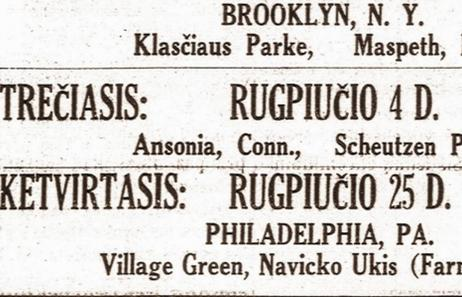 BROOKLYN, N. Y.
Klasčiaus Parke, Maspeth,
TREČIASIS: RUGPIUČIO 4 D.
Ansonia, Conn., Scheutzen
KETVIRTASIS: RUGPIUČIO 25 D.
PHILADELPHIA, PA.
Village Green, Navicko Ukis (Farm